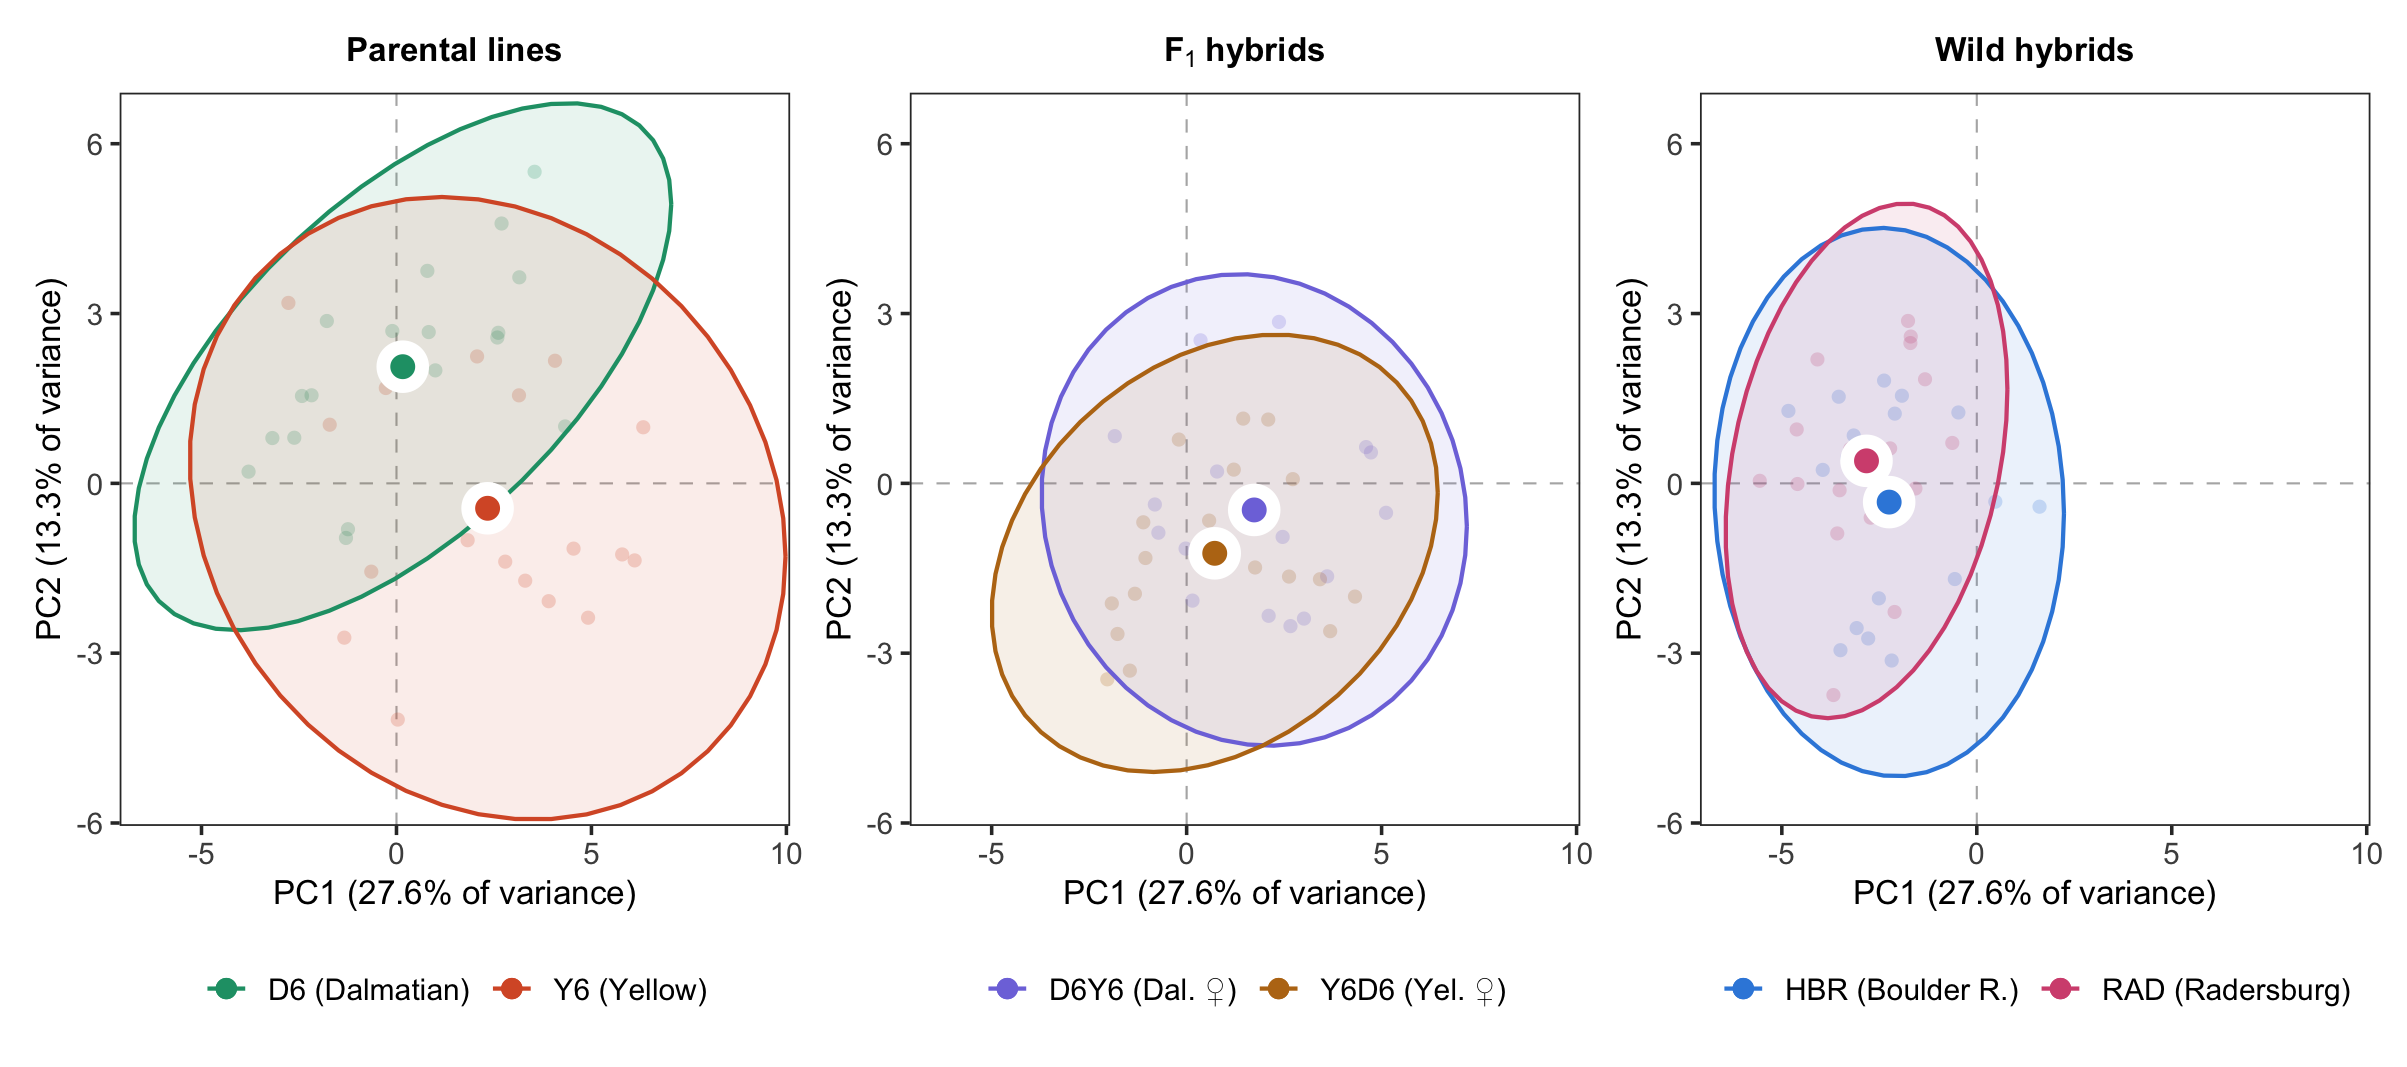 Parental lines
F₁ hybrids
Wild hybrids
6
3
0
-3
-6
6
3
0
-3
-6
6
3
0
-3
-6
PC2 (13.3% of variance)
PC2 (13.3% of variance)
PC2 (13.3% of variance)
-5 0 5 10
-5 0 5 10
-5 0 5 10
PC1 (27.6% of variance)
PC1 (27.6% of variance)
PC1 (27.6% of variance)
D6 (Dalmatian) Y6 (Yellow)
D6Y6 (Dal. ♀) Y6D6 (Yel. ♀)
HBR (Boulder R.) RAD (Radersburg)